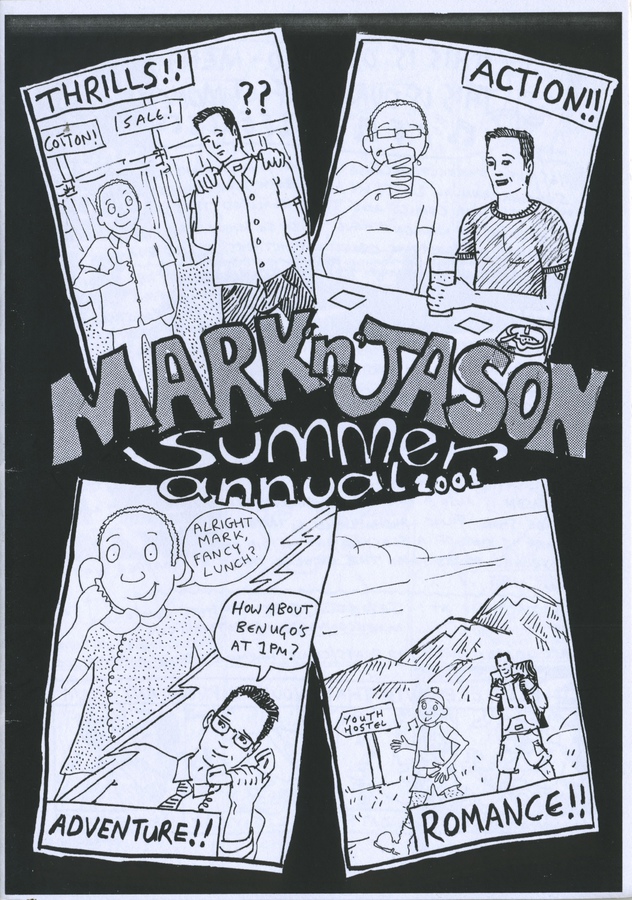 THRILLS!!
COTTON!
SALE!
??
ACTION!!
MARK'n'JASON
summer
annual 2001
ALRIGHT
MARK,
FANCY
LUNCH?
HOW ABOUT
BENUGO'S
AT 1PM?
ADVENTURE!!
YOUTH
HOSTEL
ROMANCE!!